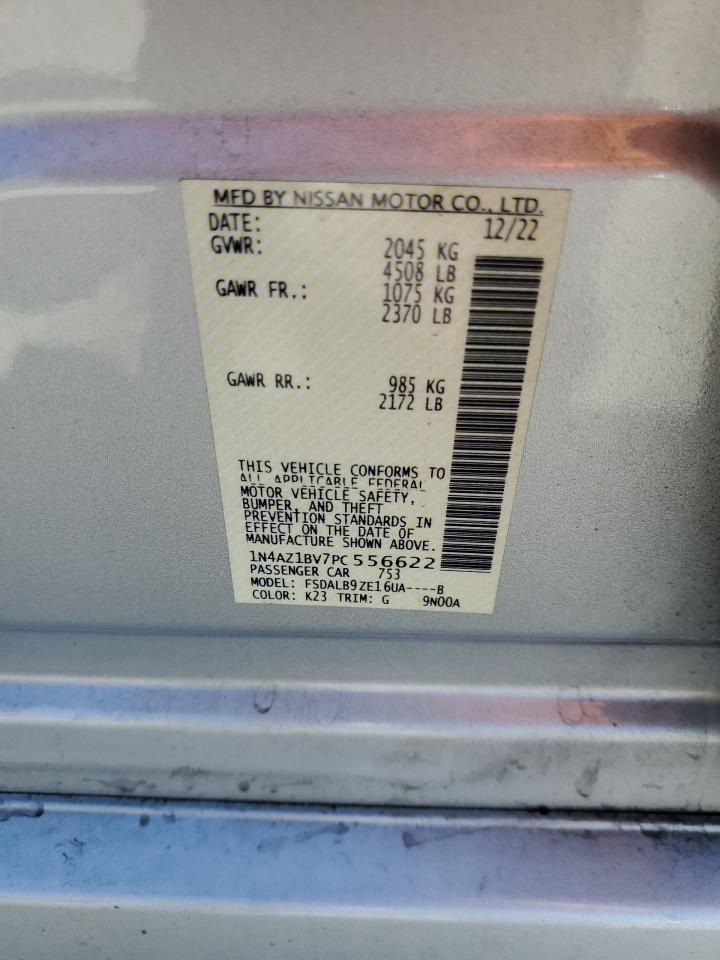 MFD BY NISSAN MOTOR CO., LTD.
DATE: 12/22
GVWR: 2045 KG
4508 LB
GAWR FR.: 1075 KG
2370 LB
GAWR RR.: 985 KG
2172 LB
THIS VEHICLE CONFORMS TO
ALL APPLICABLE FEDERAL
MOTOR VEHICLE SAFETY,
BUMPER, AND THEFT
PREVENTION STANDARDS IN
EFFECT ON THE DATE OF
MANUFACTURE SHOWN ABOVE.
1N4AZ1BV7PC556622
PASSENGER CAR 753
MODEL: FSDALB9ZE16UA----B
COLOR: K23 TRIM: G 9N00A